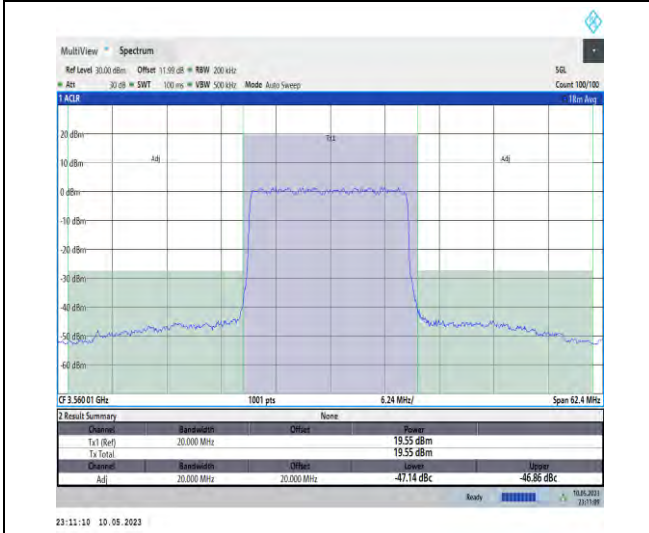 MultiView Spectrum
Ref Level 30.00 dBm Offset 11.99 dB RBW 200 kHz SGL
Att 30 dB SWT 100 ms VBW 500 kHz Mode Auto Sweep Count 100/100
1 ACLR 1Rm Avg
Tx1
20 dBm
Adj Adj
10 dBm
0 dBm
-10 dBm
-20 dBm
-30 dBm
-40 dBm
-50 dBm
-60 dBm
CF 3.56001 GHz 1001 pts 6.24 MHz/ Span 62.4 MHz
2 Result Summary None
Channel Bandwidth Offset Power
Tx1 (Ref) 20.000 MHz 19.55 dBm
Tx Total 19.55 dBm
Channel Bandwidth Offset Lower Upper
Adj 20.000 MHz 20.000 MHz -47.14 dBc -46.86 dBc
Ready 10.05.2023
23:11:09
23:11:10 10.05.2023